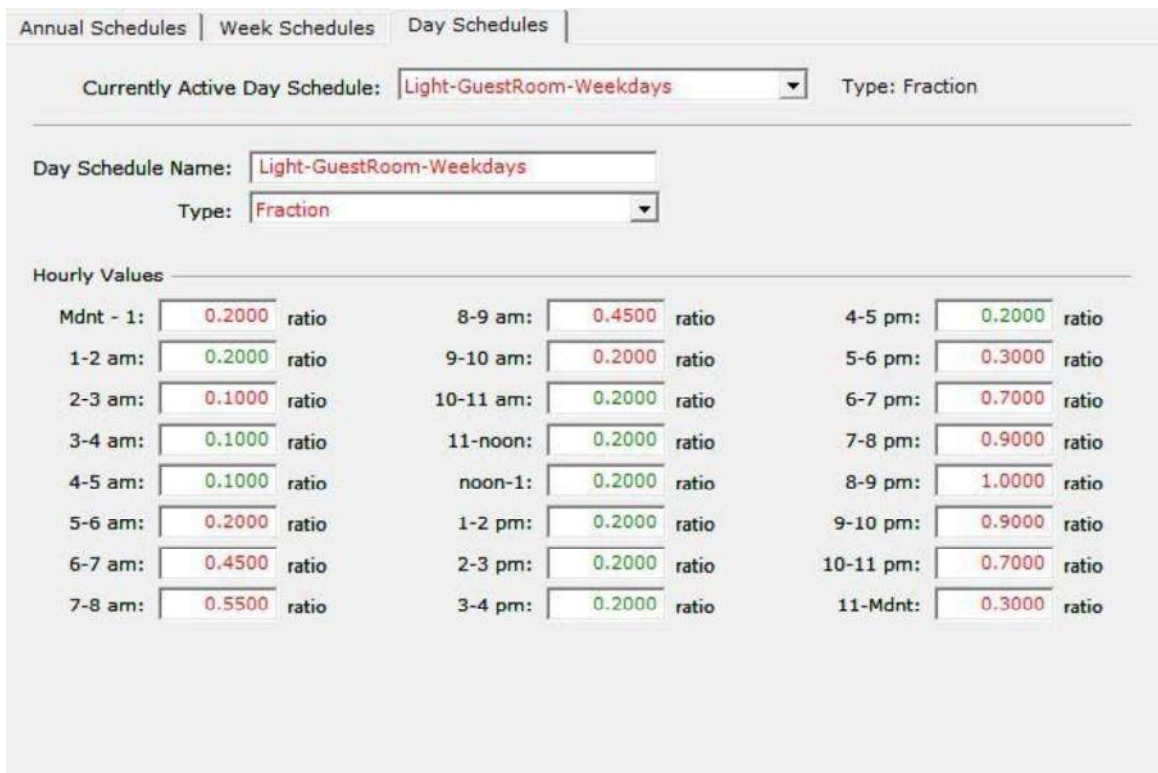 Annual Schedules Week Schedules Day Schedules
Currently Active Day Schedule: Light-GuestRoom-Weekdays Type: Fraction
Day Schedule Name: Light-GuestRoom-Weekdays
Type: Fraction
Hourly Values
Mdnt - 1: 0.2000 ratio 8-9 am: 0.4500 ratio 4-5 pm: 0.2000 ratio
1-2 am: 0.2000 ratio 9-10 am: 0.2000 ratio 5-6 pm: 0.3000 ratio
2-3 am: 0.1000 ratio 10-11 am: 0.2000 ratio 6-7 pm: 0.7000 ratio
3-4 am: 0.1000 ratio 11-noon: 0.2000 ratio 7-8 pm: 0.9000 ratio
4-5 am: 0.1000 ratio noon-1: 0.2000 ratio 8-9 pm: 1.0000 ratio
5-6 am: 0.2000 ratio 1-2 pm: 0.2000 ratio 9-10 pm: 0.9000 ratio
6-7 am: 0.4500 ratio 2-3 pm: 0.2000 ratio 10-11 pm: 0.7000 ratio
7-8 am: 0.5500 ratio 3-4 pm: 0.2000 ratio 11-Mdnt: 0.3000 ratio